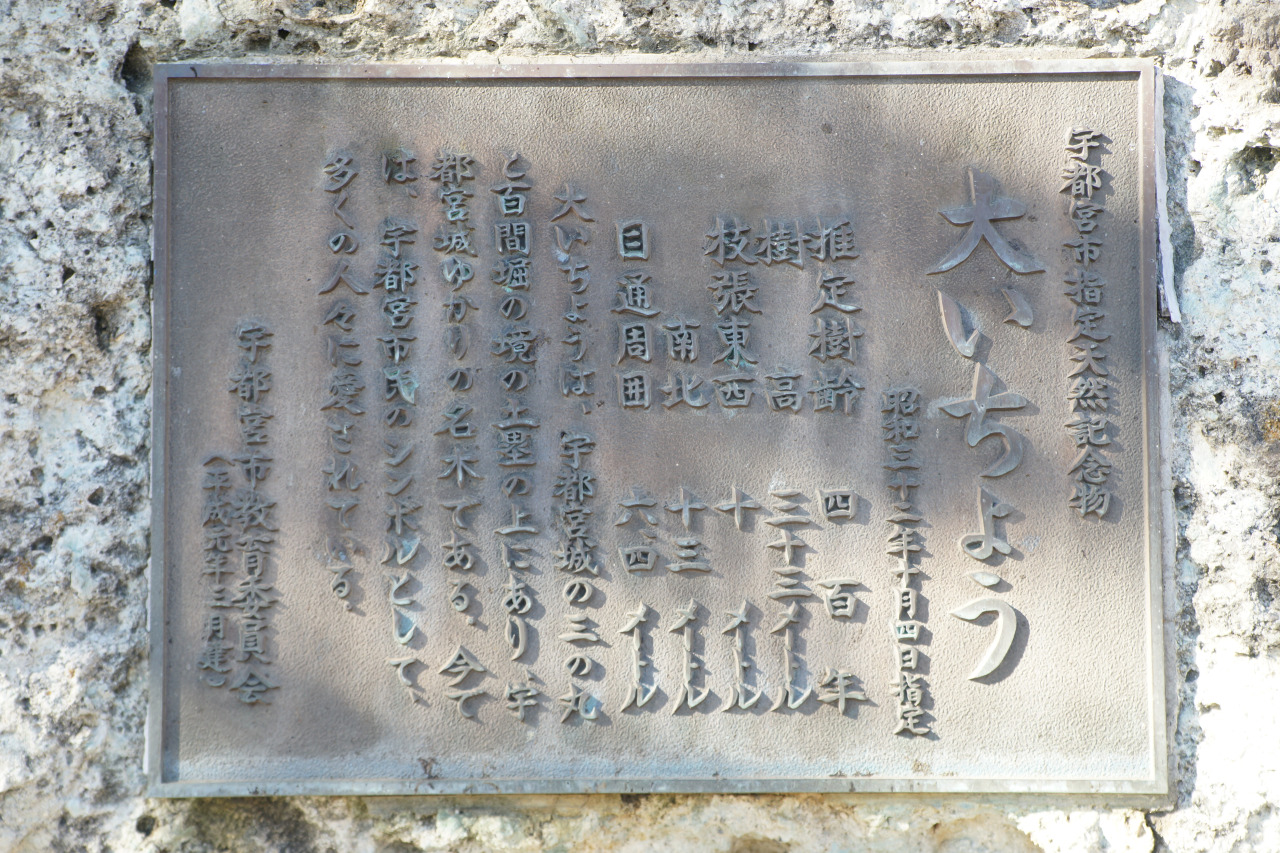 宇都宮市指定天然記念物
大いちょう
昭和三十二年十月四日指定
推定樹齢 四百年
樹高 三十三メートル
枝張東西 十メートル
南北 十三メートル
目通周囲 六・四メートル
大いちょうは、宇都宮城の三の丸
と百間堀の境の土塁の上にあり宇
都宮城ゆかりの名木である。今で
は、宇都宮市民のシンボルとして、
多くの人々に愛されている。
宇都宮市教育委員会
(平成元年三月建)